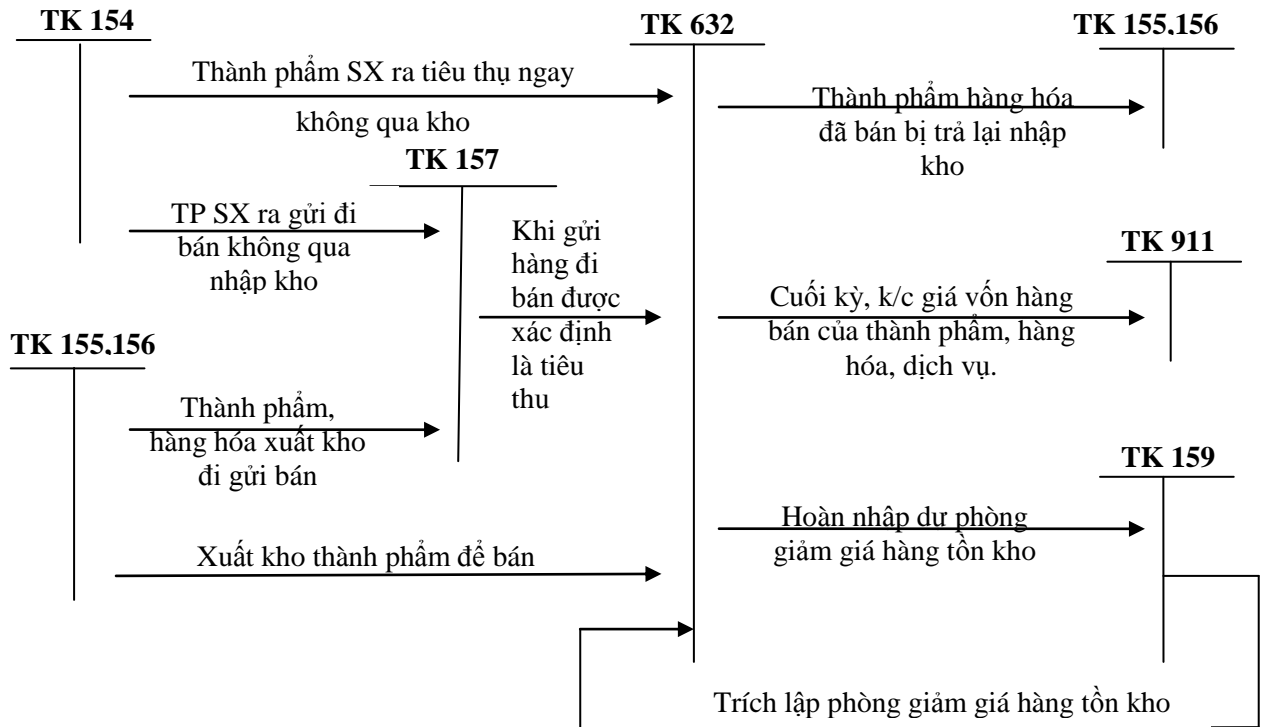 TK 154
TK 632
TK 155,156
Thành phẩm SX ra tiêu thụ ngay
không qua kho
Thành phẩm hàng hóa
đã bán bị trả lại nhập
kho
TK 157
TP SX ra gửi đi
bán không qua
nhập kho
Khi gửi
hàng đi
bán được
xác định
là tiêu
thu
TK 911
Cuối kỳ, k/c giá vốn hàng
bán của thành phẩm, hàng
hóa, dịch vụ.
TK 155,156
Thành phẩm,
hàng hóa xuất kho
đi gửi bán
TK 159
Hoàn nhập dư phòng
giảm giá hàng tồn kho
Xuất kho thành phẩm để bán
Trích lập phòng giảm giá hàng tồn kho